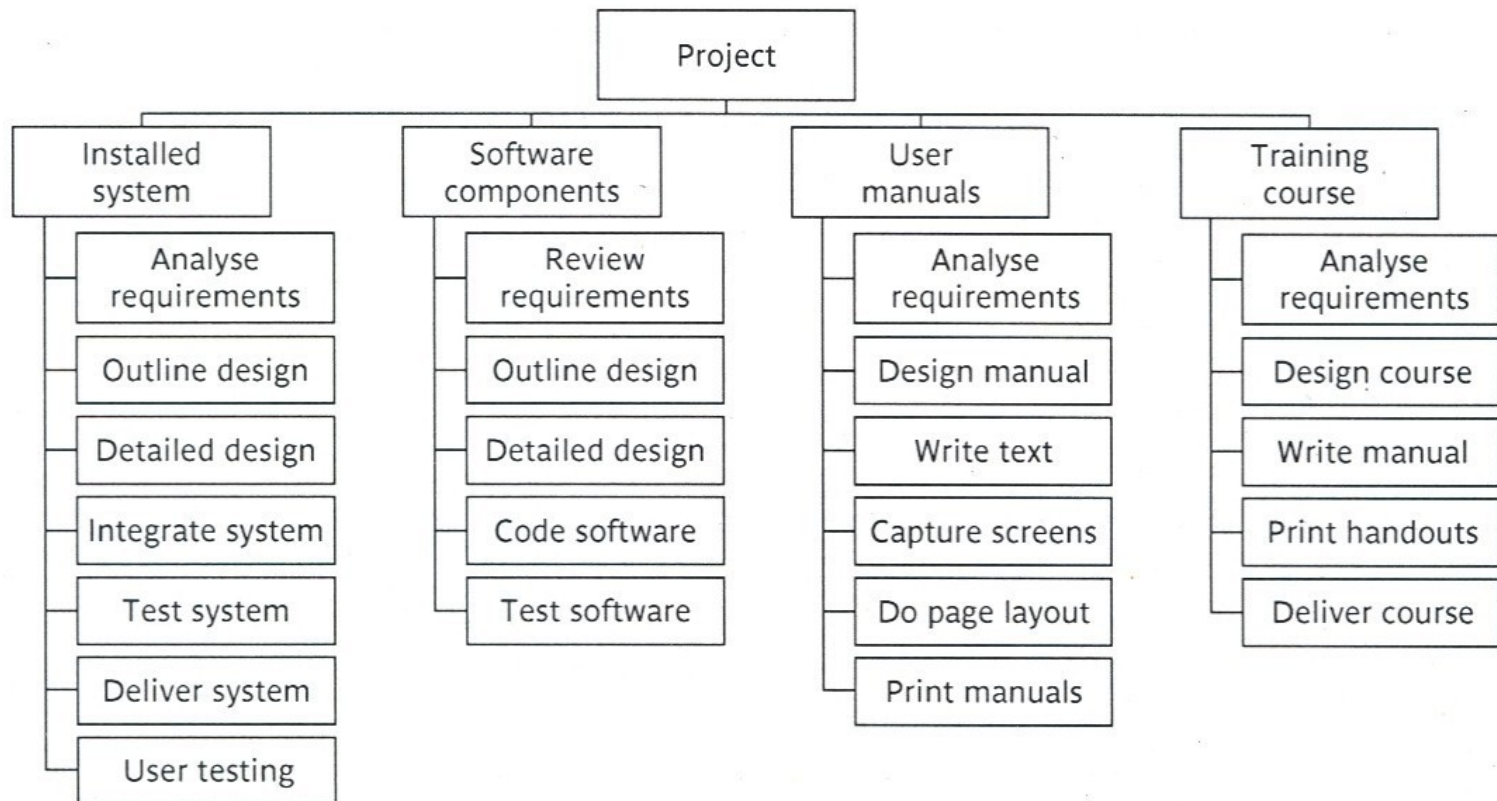 Project
Installed
system
Analyse
requirements
Outline design
Detailed design
Integrate system
Test system
Deliver system
User testing
Software
components
Review
requirements
Outline design
Detailed design
Code software
Test software
User
manuals
Analyse
requirements
Design manual
Write text
Capture screens
Do page layout
Print manuals
Training
course
Analyse
requirements
Design course
Write manual
Print handouts
Deliver course